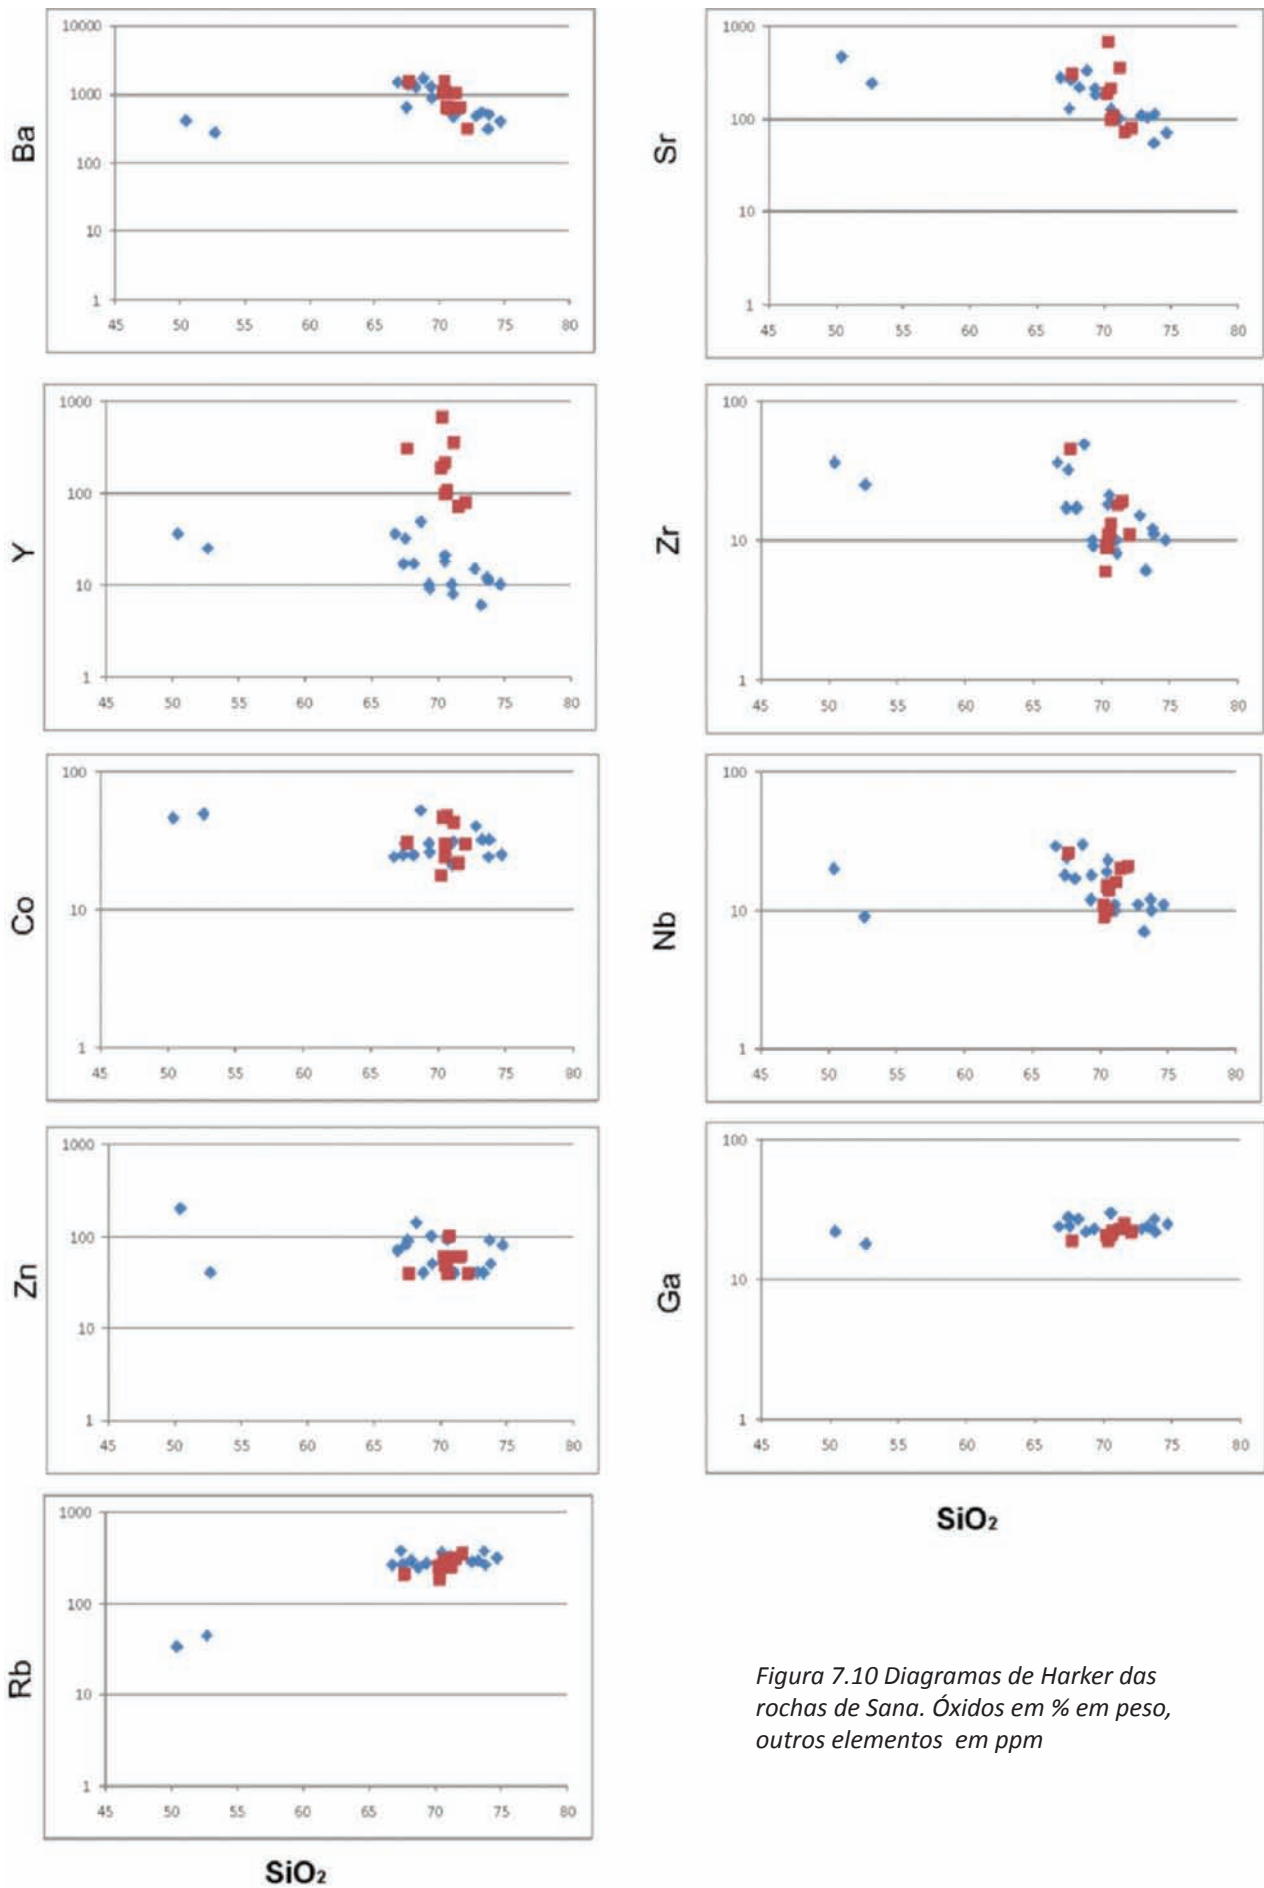 10000
1000
100
10
1
Ba
45 50 55 60 65 70 75 80
1000
100
10
1
Sr
45 50 55 60 65 70 75 80
1000
100
10
1
Y
45 50 55 60 65 70 75 80
100
10
1
Zr
45 50 55 60 65 70 75 80
100
10
1
Co
45 50 55 60 65 70 75 80
100
10
1
Nb
45 50 55 60 65 70 75 80
1000
100
10
1
Zn
45 50 55 60 65 70 75 80
100
10
1
Ga
45 50 55 60 65 70 75 80
SiO₂
1000
100
10
1
Rb
45 50 55 60 65 70 75 80
SiO₂
Figura 7.10 Diagramas de Harker das
rochas de Sana. Óxidos em % em peso,
outros elementos em ppm